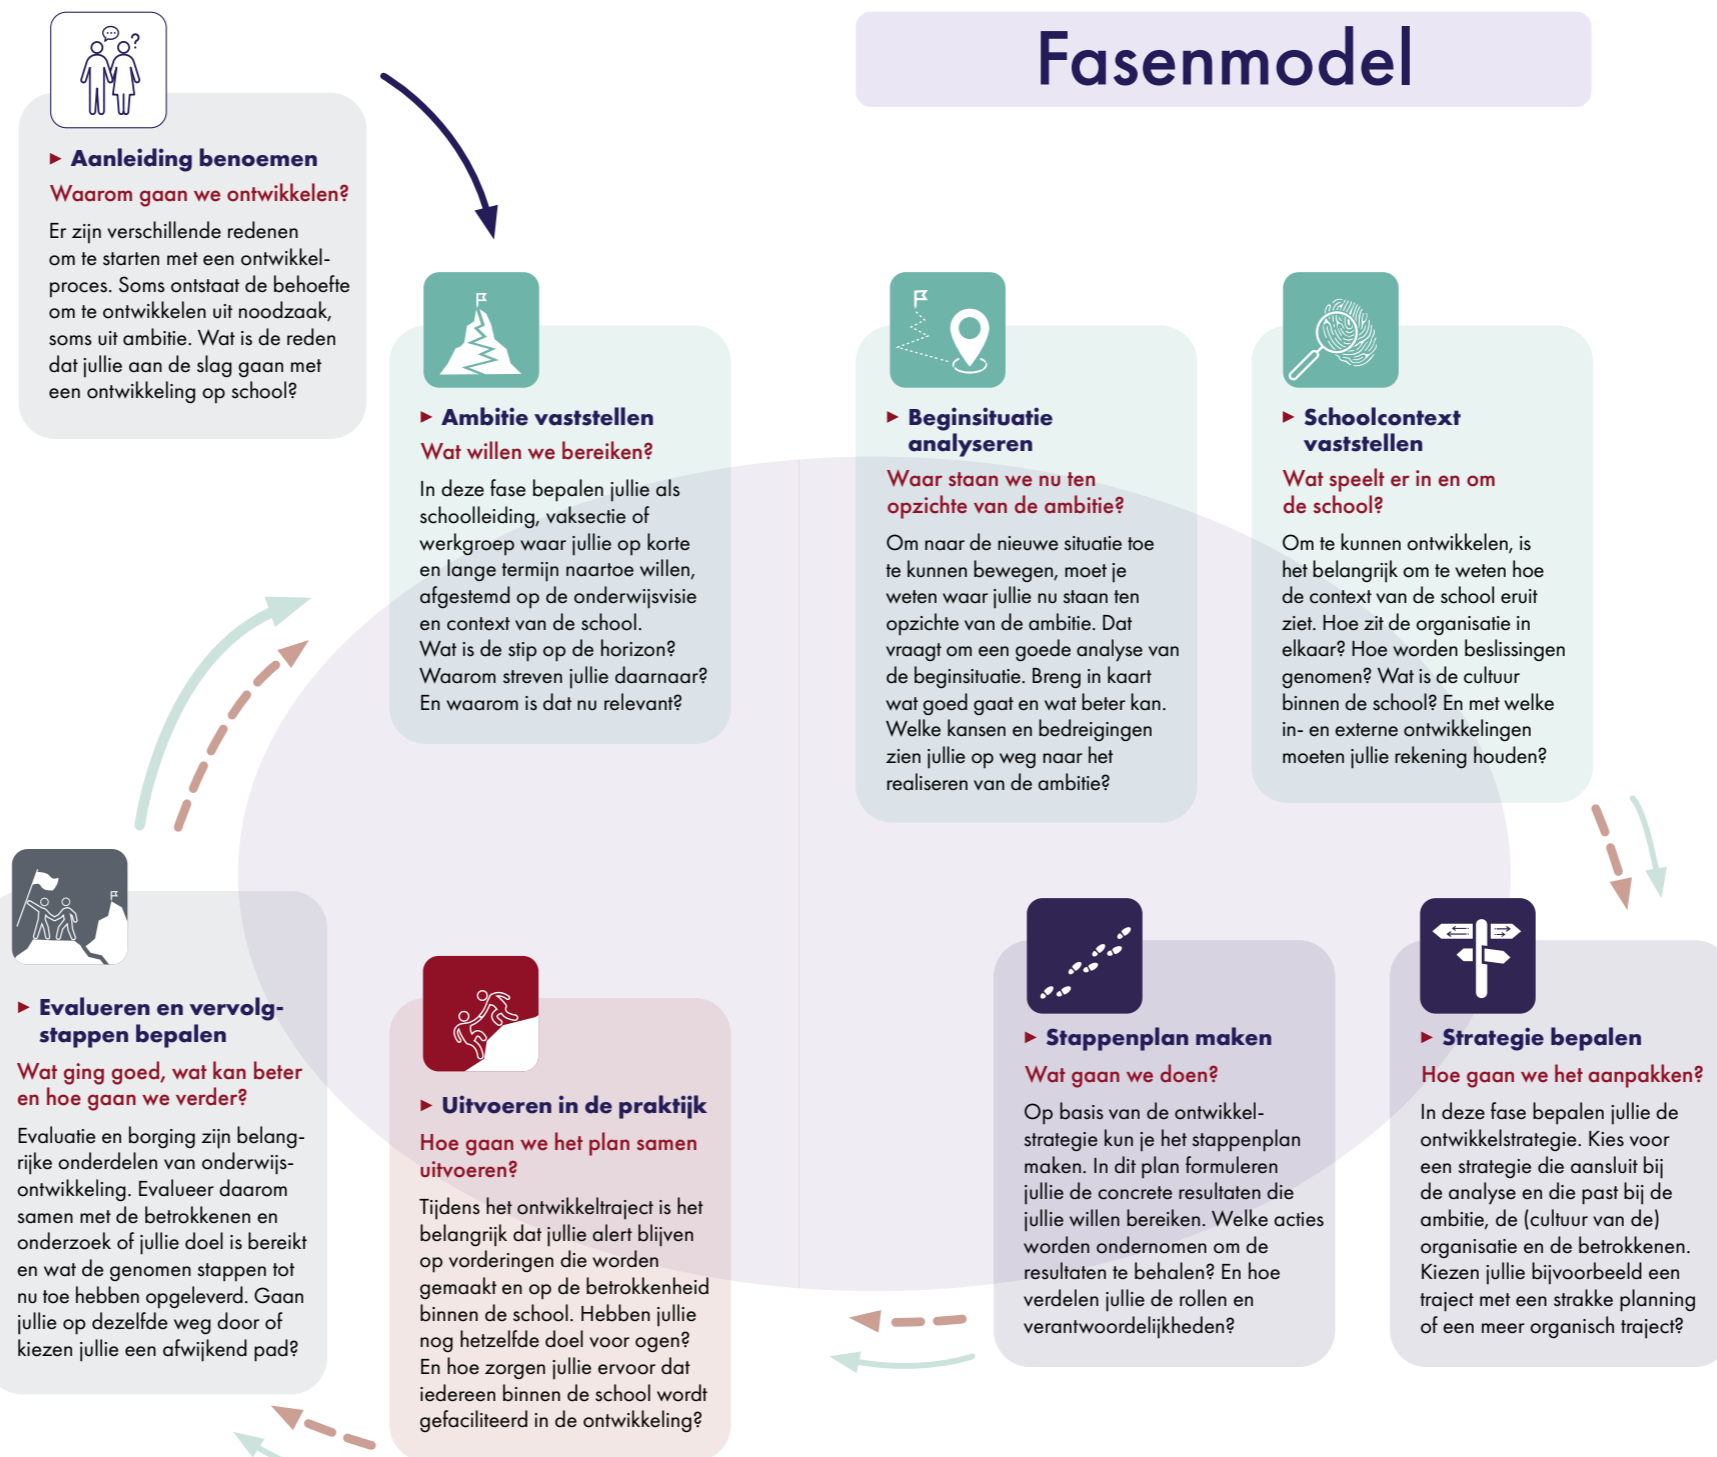 Fasenmodel
Aanleiding benoemen
Waarom gaan we ontwikkelen?
Er zijn verschillende redenen
om te starten met een ontwikkel-
proces. Soms ontstaat de behoefte
om te ontwikkelen uit noodzaak,
soms uit ambitie. Wat is de reden
dat jullie aan de slag gaan met
een ontwikkeling op school?
Ambitie vaststellen
Wat willen we bereiken?
In deze fase bepalen jullie als
schoolleiding, vaksectie of
werkgroep waar jullie op korte
en lange termijn naartoe willen,
afgestemd op de onderwijsvisie
en context van de school.
Wat is de stip op de horizon?
Waarom streven jullie daarnaar?
En waarom is dat nu relevant?
Beginsituatie
analyseren
Waar staan we nu ten
opzichte van de ambitie?
Om naar de nieuwe situatie toe
te kunnen bewegen, moet je
weten waar jullie nu staan ten
opzichte van de ambitie. Dat
vraagt om een goede analyse van
de beginsituatie. Breng in kaart
wat goed gaat en wat beter kan.
Welke kansen en bedreigingen
zien jullie op weg naar het
realiseren van de ambitie?
Schoolcontext
vaststellen
Wat speelt er in en om
de school?
Om te kunnen ontwikkelen, is
het belangrijk om te weten hoe
de context van de school eruit
ziet. Hoe zit de organisatie in
elkaar? Hoe worden beslissingen
genomen? Wat is de cultuur
binnen de school? En met welke
in- en externe ontwikkelingen
moeten jullie rekening houden?
Strategie bepalen
Hoe gaan we het aanpakken?
In deze fase bepalen jullie de
ontwikkelstrategie. Kies voor
een strategie die aansluit bij
de analyse en die past bij de
ambitie, de (cultuur van de)
organisatie en de betrokkenen.
Kiezen jullie bijvoorbeeld een
traject met een strakke planning
of een meer organisch traject?
Stappenplan maken
Wat gaan we doen?
Op basis van de ontwikkel-
strategie kun je het stappenplan
maken. In dit plan formuleren
jullie de concrete resultaten die
jullie willen bereiken. Welke acties
worden ondernomen om de
resultaten te behalen? En hoe
verdelen jullie de rollen en
verantwoordelijkheden?
Uitvoeren in de praktijk
Hoe gaan we het plan samen
uitvoeren?
Tijdens het ontwikkeltraject is het
belangrijk dat jullie alert blijven
op vorderingen die worden
gemaakt en op de betrokkenheid
binnen de school. Hebben jullie
nog hetzelfde doel voor ogen?
En hoe zorgen jullie ervoor dat
iedereen binnen de school wordt
gefaciliteerd in de ontwikkeling?
Evalueren en vervolg-
stappen bepalen
Wat ging goed, wat kan beter
en hoe gaan we verder?
Evaluatie en borging zijn belang-
rijke onderdelen van onderwijs-
ontwikkeling. Evalueer daarom
samen met de betrokkenen en
onderzoek of jullie doel is bereikt
en wat de genomen stappen tot
nu toe hebben opgeleverd. Gaan
jullie op dezelfde weg door of
kiezen jullie een afwijkend pad?